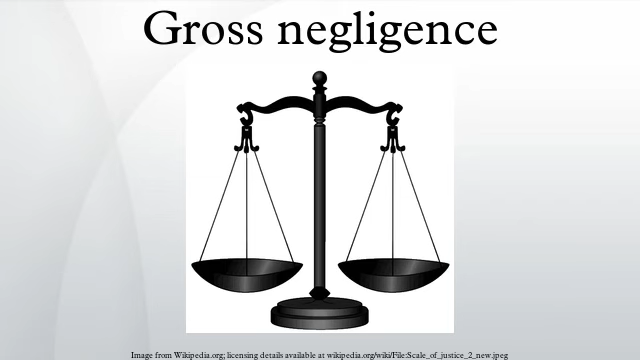 Gross negligence
Image from Wikipedia.org; licensing details available at wikipedia.org/wiki/File:Scale_of_justice_2_new.jpeg